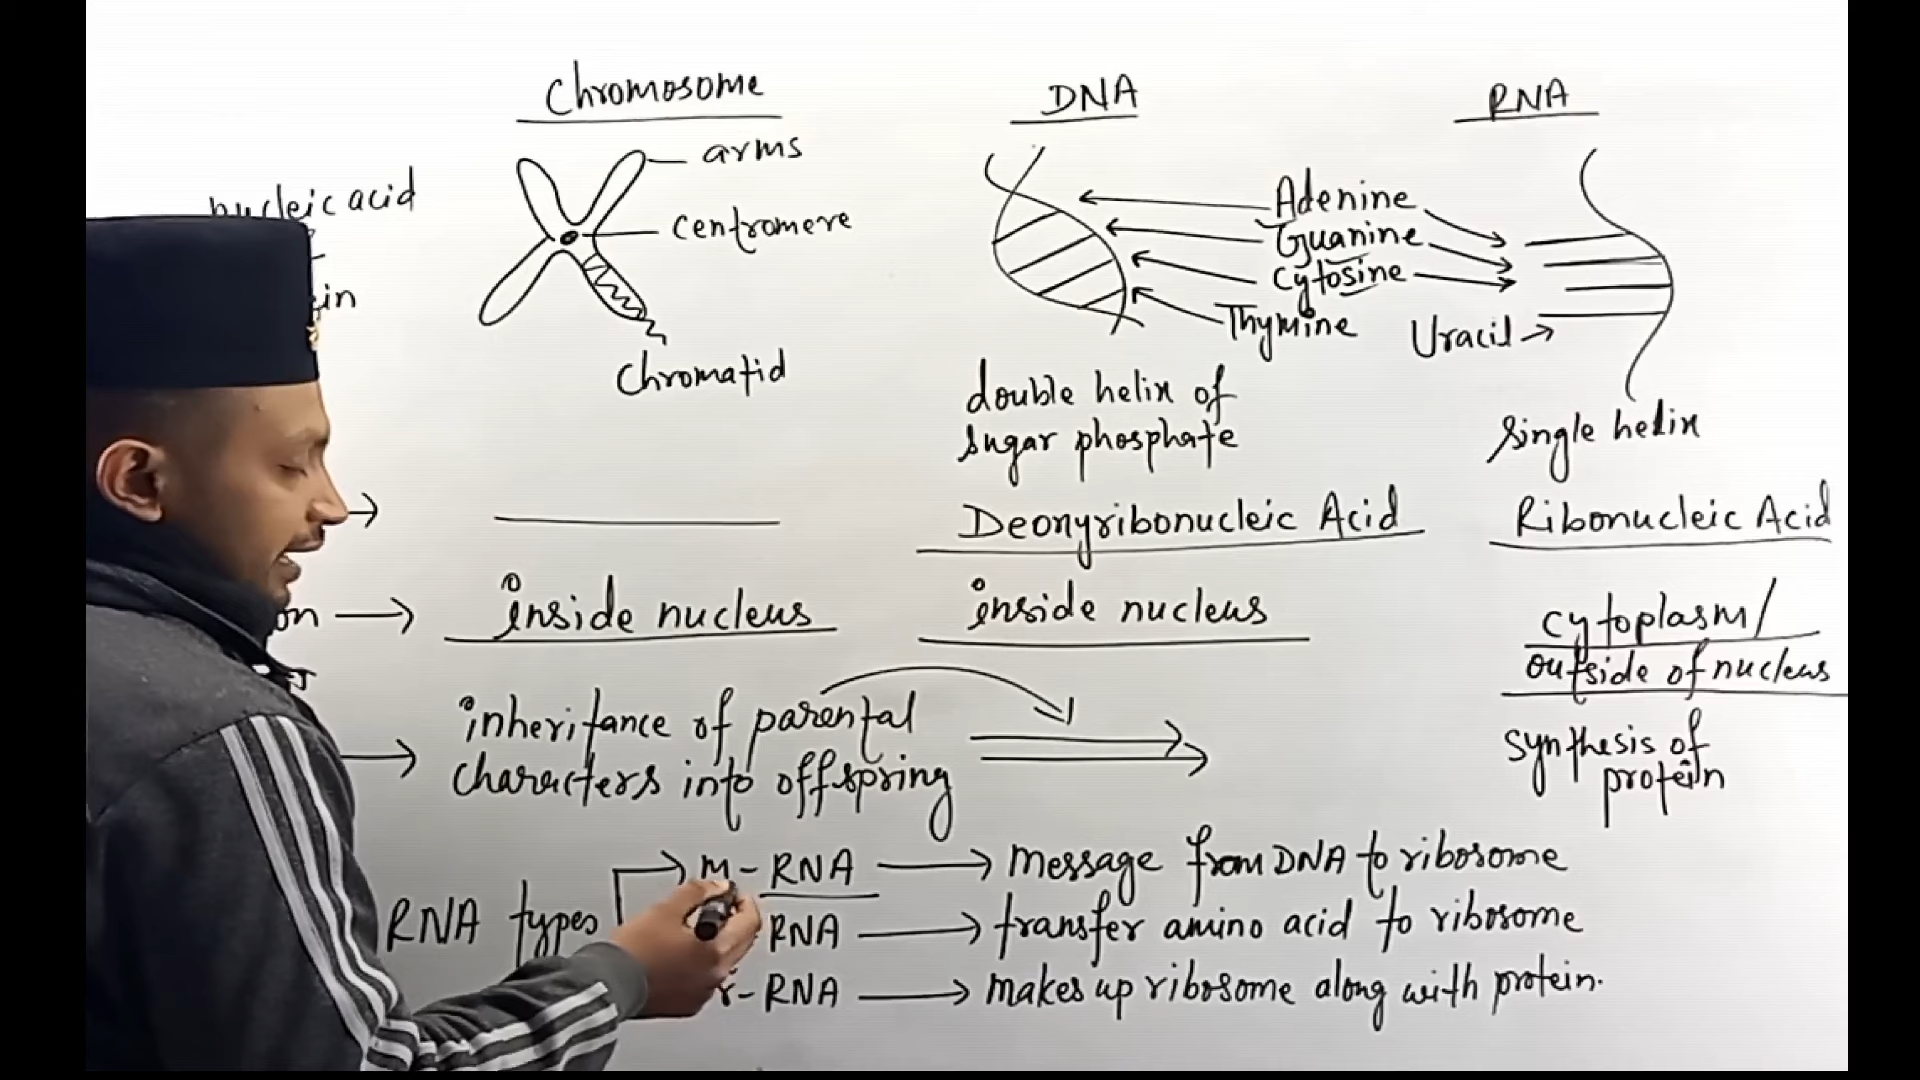 Chromosome
DNA
RNA
nucleic acid
arms
centromere
chromatid
Adenine
Guanine
Cytosine
Thymine
Uracil
double helix of
sugar phosphate
single helix
Deoxyribonucleic Acid
Ribonucleic Acid
inside nucleus
inside nucleus
cytoplasm/
outside of nucleus
inheritance of parental
characters into offspring
synthesis of
protein
RNA types
m-RNA → message from DNA to ribosome
RNA → transfer amino acid to ribosome
r-RNA → makes up ribosome along with protein.